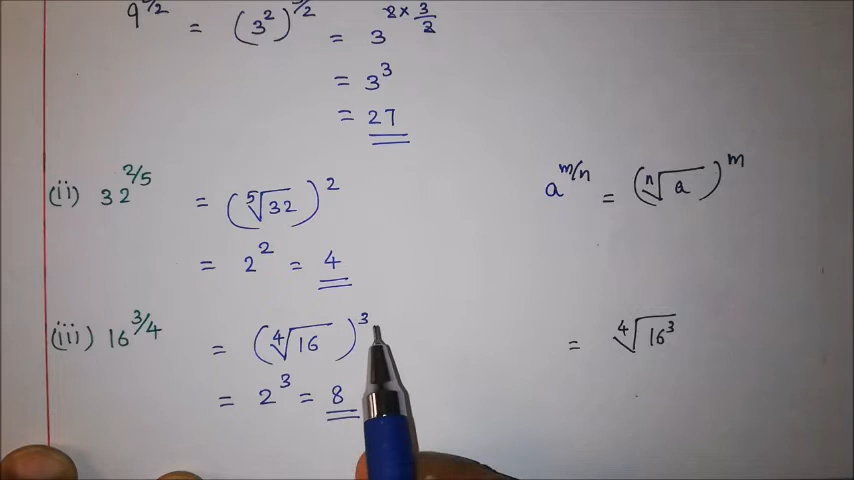 9^3/2 = (3^2)^3/2 = 3^2×3/2
= 3^3
= 27
a^m/n = (ⁿ√a)^m
(ii) 32^2/5 = (⁵√32)^2
= 2^2 = 4
(iii) 16^3/4 = (⁴√16)^3 = ⁴√16^3
= 2^3 = 8